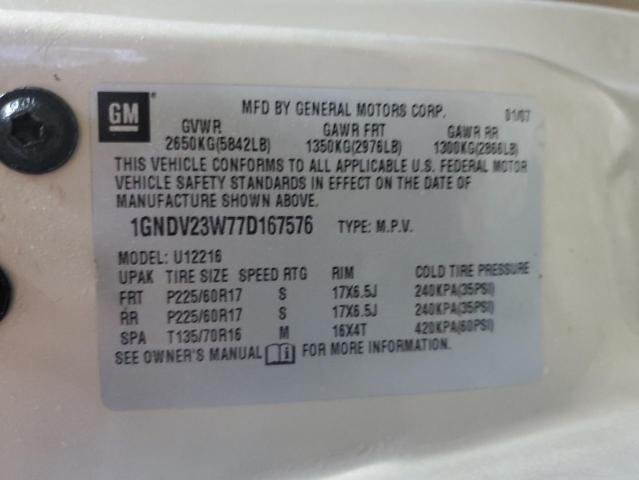 GM
MFD BY GENERAL MOTORS CORP. 01/07
GVWR GAWR FRT GAWR RR
2650KG(5842LB) 1350KG(2976LB) 1300KG(2866LB)
THIS VEHICLE CONFORMS TO ALL APPLICABLE U.S. FEDERAL MOTOR
VEHICLE SAFETY STANDARDS IN EFFECT ON THE DATE OF
MANUFACTURE SHOWN ABOVE.
1GNDV23W77D167576 TYPE: M.P.V.
MODEL: U12216
UPAK TIRE SIZE SPEED RTG RIM COLD TIRE PRESSURE
FRT P225/60R17 S 17X6.5J 240KPA(35PSI)
RR P225/60R17 S 17X6.5J 240KPA(35PSI)
SPA T135/70R16 M 16X4T 420KPA(60PSI)
SEE OWNER'S MANUAL FOR MORE INFORMATION.